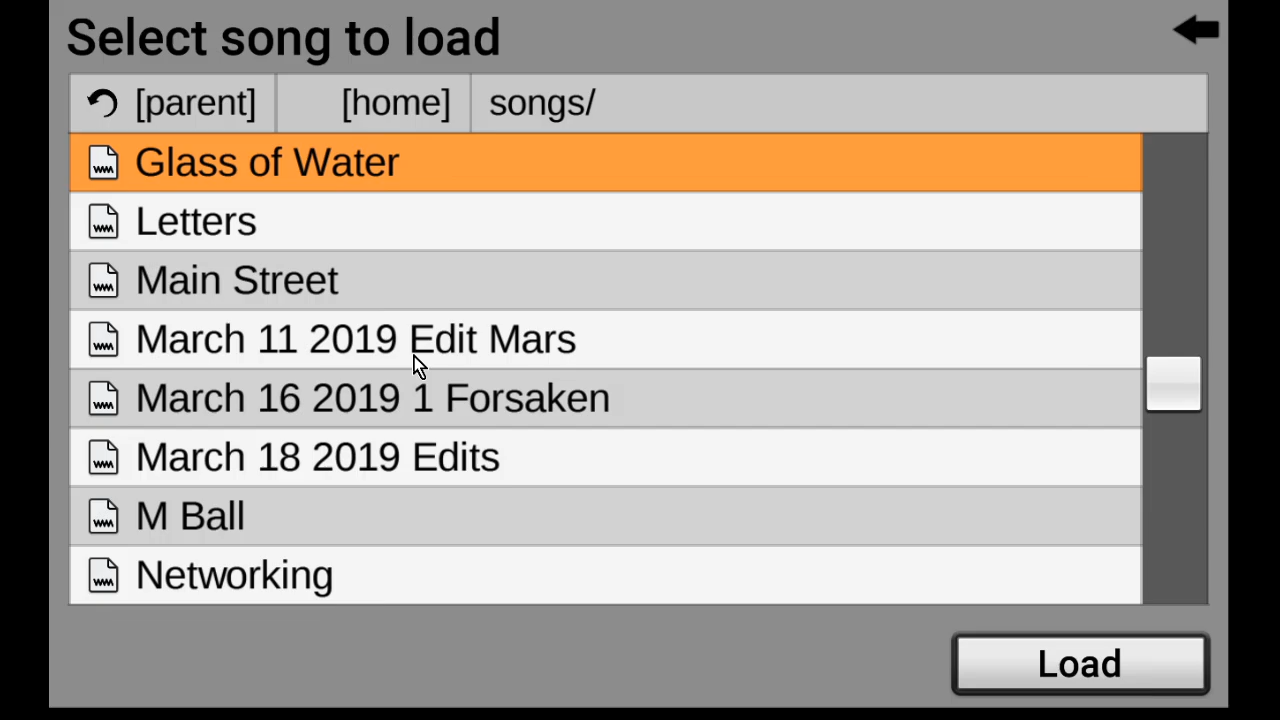 Select song to load
[parent] [home] songs/
Glass of Water
Letters
Main Street
March 11 2019 Edit Mars
March 16 2019 1 Forsaken
March 18 2019 Edits
M Ball
Networking
Load